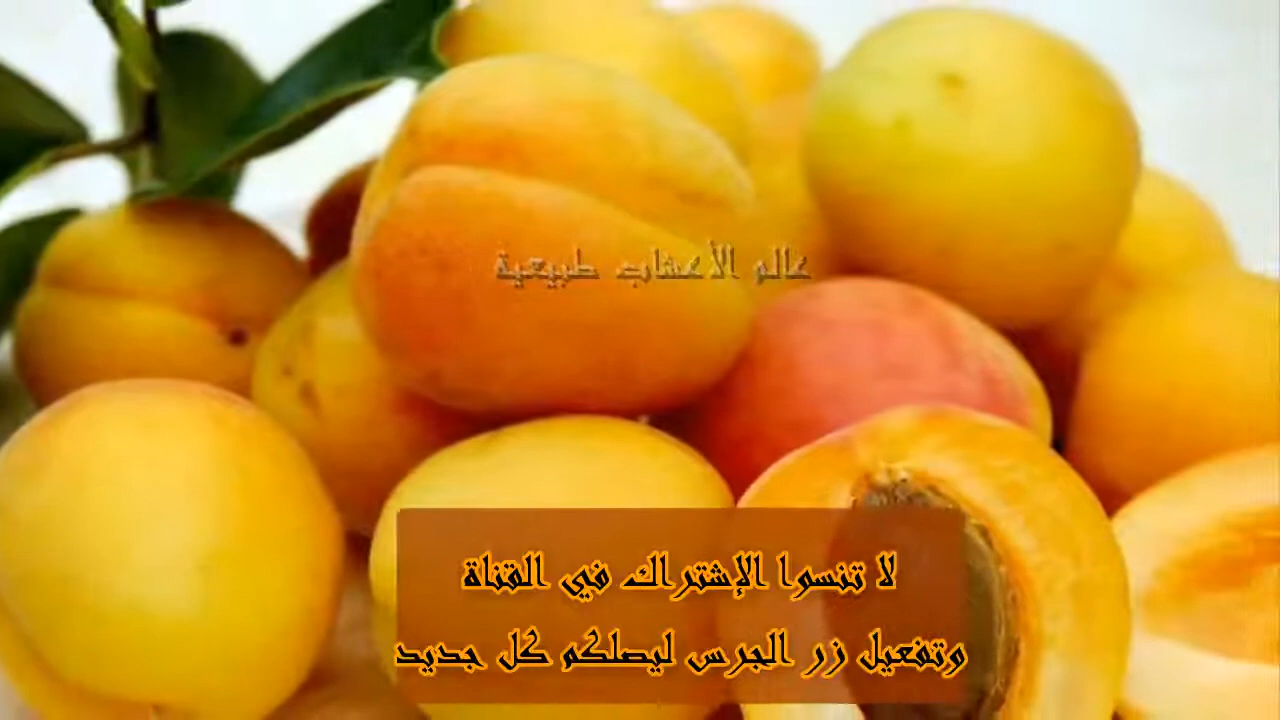 عالم الأعشاب طبيعية
لا تنسوا الإشتراك في القناة
وتفعيل زر الجرس ليصلكم كل جديد